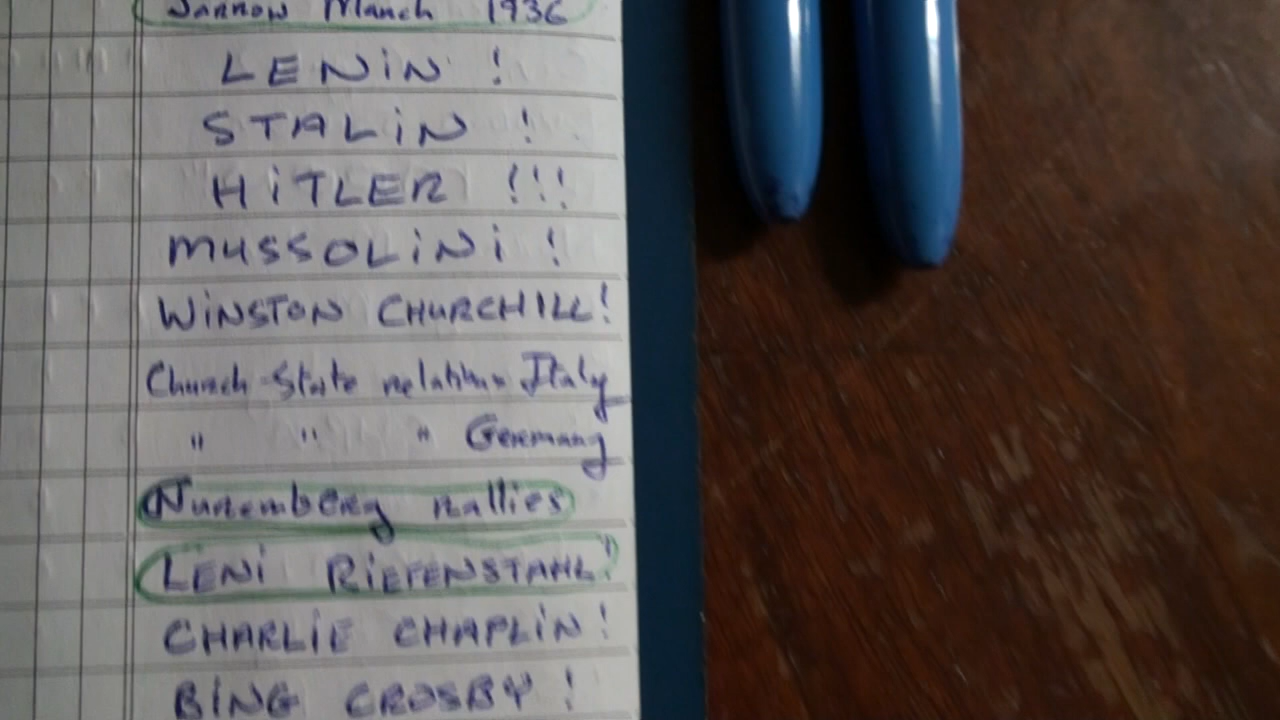 Jarrow March 1936
LENiN !
STALiN !
HiTLER !!!
MUSSOLiNi !
WiNSTON CHURCHILL!
Church-State relations Italy
" " " Germany
Nuremberg rallies
LENi RiEFENSTAHL!
CHARLiE CHAPLiN !
BiNG CROSBY !